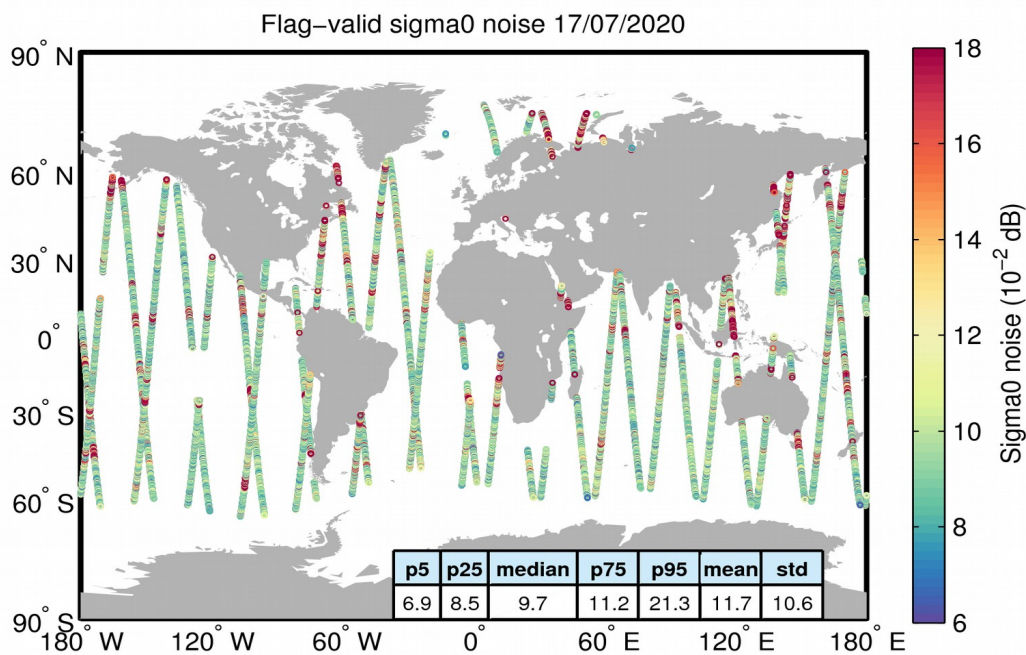 Flag−valid sigma0 noise 17/07/2020
90° N
60° N
30° N
0°
30° S
60° S
90° S
180° W
120° W
60° W
0°
60° E
120° E
180° E
p5 p25 median p75 p95 mean std
6.9 8.5 9.7 11.2 21.3 11.7 10.6
18
16
14
12
10
8
6
Sigma0 noise (10⁻² dB)